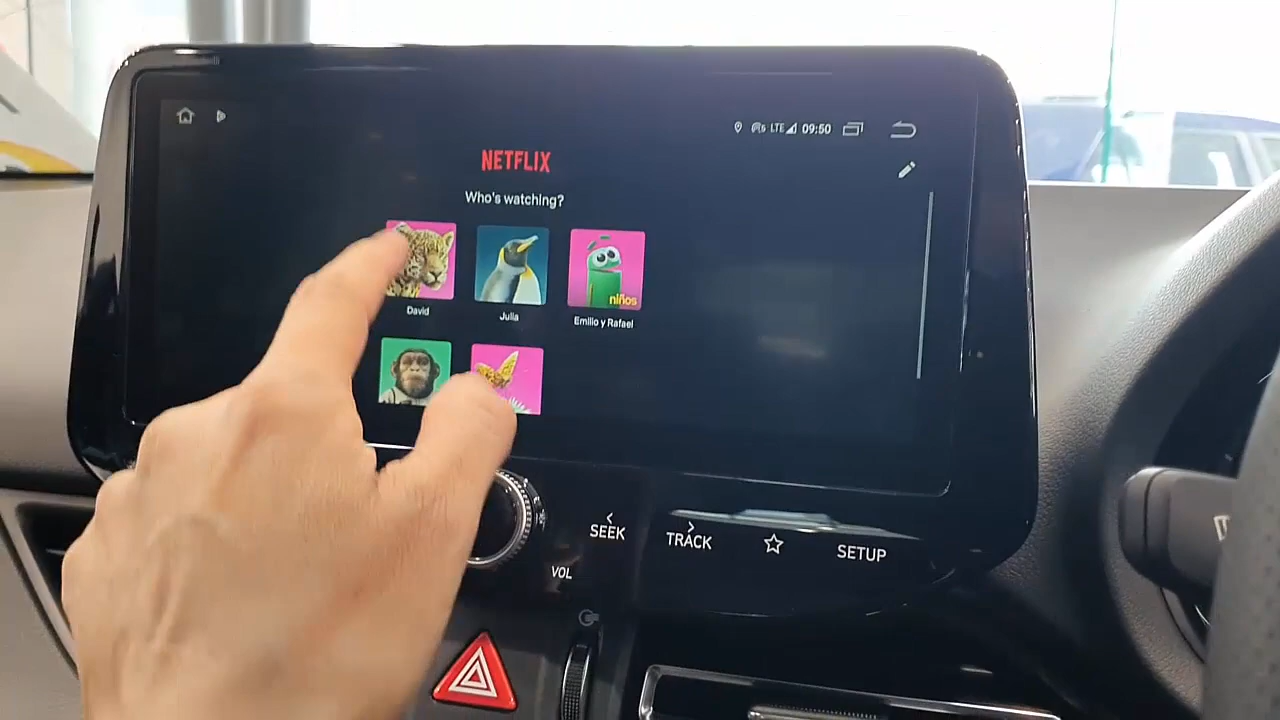 LTE 09:50
NETFLIX
Who's watching?
niños
David
Julia
Emilio y Rafael
SEEK
TRACK
SETUP
VOL